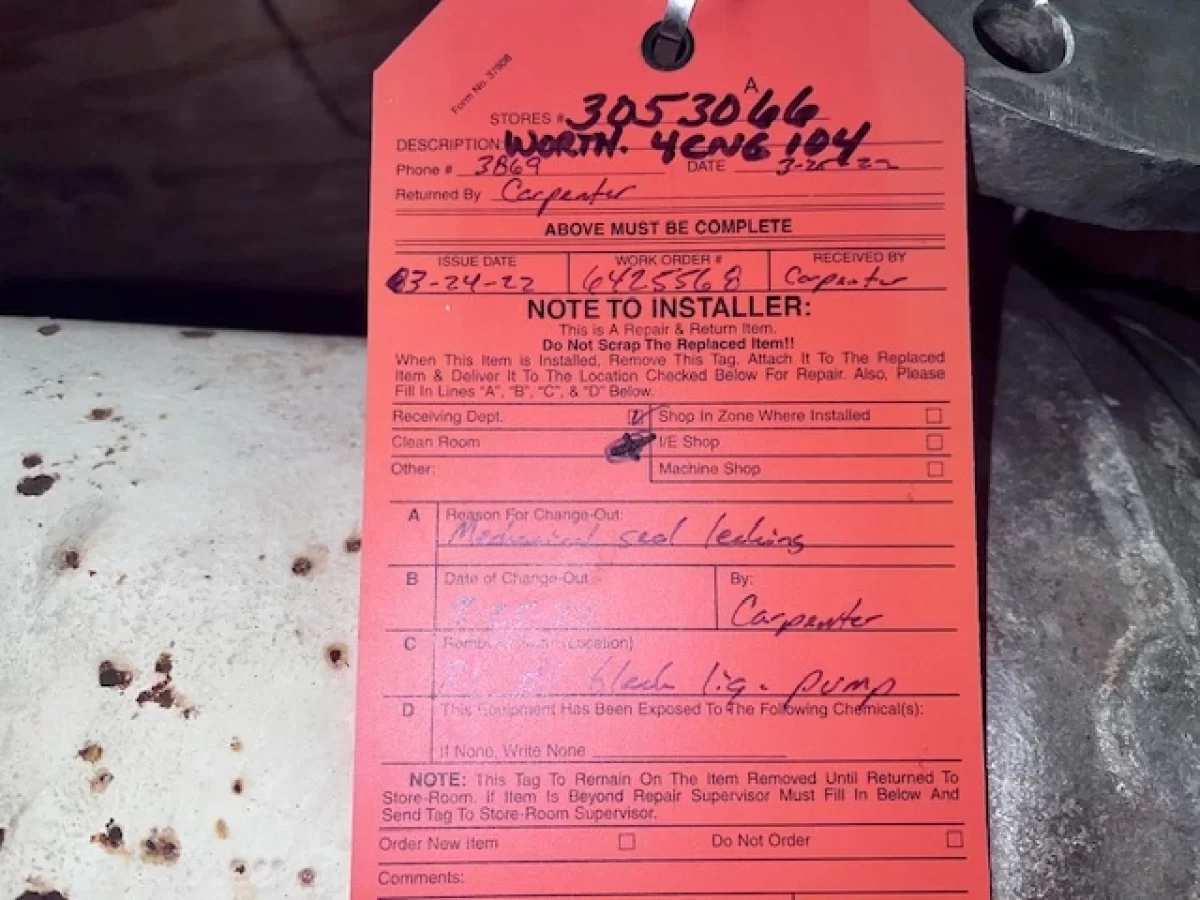 Form No. 37908
A
STORES # 3053066
DESCRIPTION: WORTH. 4CNG 104
Phone # 3869 DATE
Returned By Carpenter
ABOVE MUST BE COMPLETE
ISSUE DATE WORK ORDER # RECEIVED BY
03-24-22 6425568 Carpenter
NOTE TO INSTALLER:
This is A Repair & Return Item.
Do Not Scrap The Replaced Item!!
When This Item is Installed, Remove This Tag, Attach It To The Replaced
Item & Deliver It To The Location Checked Below For Repair. Also, Please
Fill In Lines "A", "B", "C", & "D" Below.
Receiving Dept. Shop In Zone Where Installed
Clean Room I/E Shop
Other: Machine Shop
A Reason For Change-Out:
Mechanical seal leaking
B Date of Change-Out By:
Carpenter
C (Location)
black liq. pump
D This Equipment Has Been Exposed To The Following Chemical(s):
If None, Write None
NOTE: This Tag To Remain On The Item Removed Until Returned To
Store-Room. If Item Is Beyond Repair Supervisor Must Fill In Below And
Send Tag To Store-Room Supervisor.
Order New Item Do Not Order
Comments: